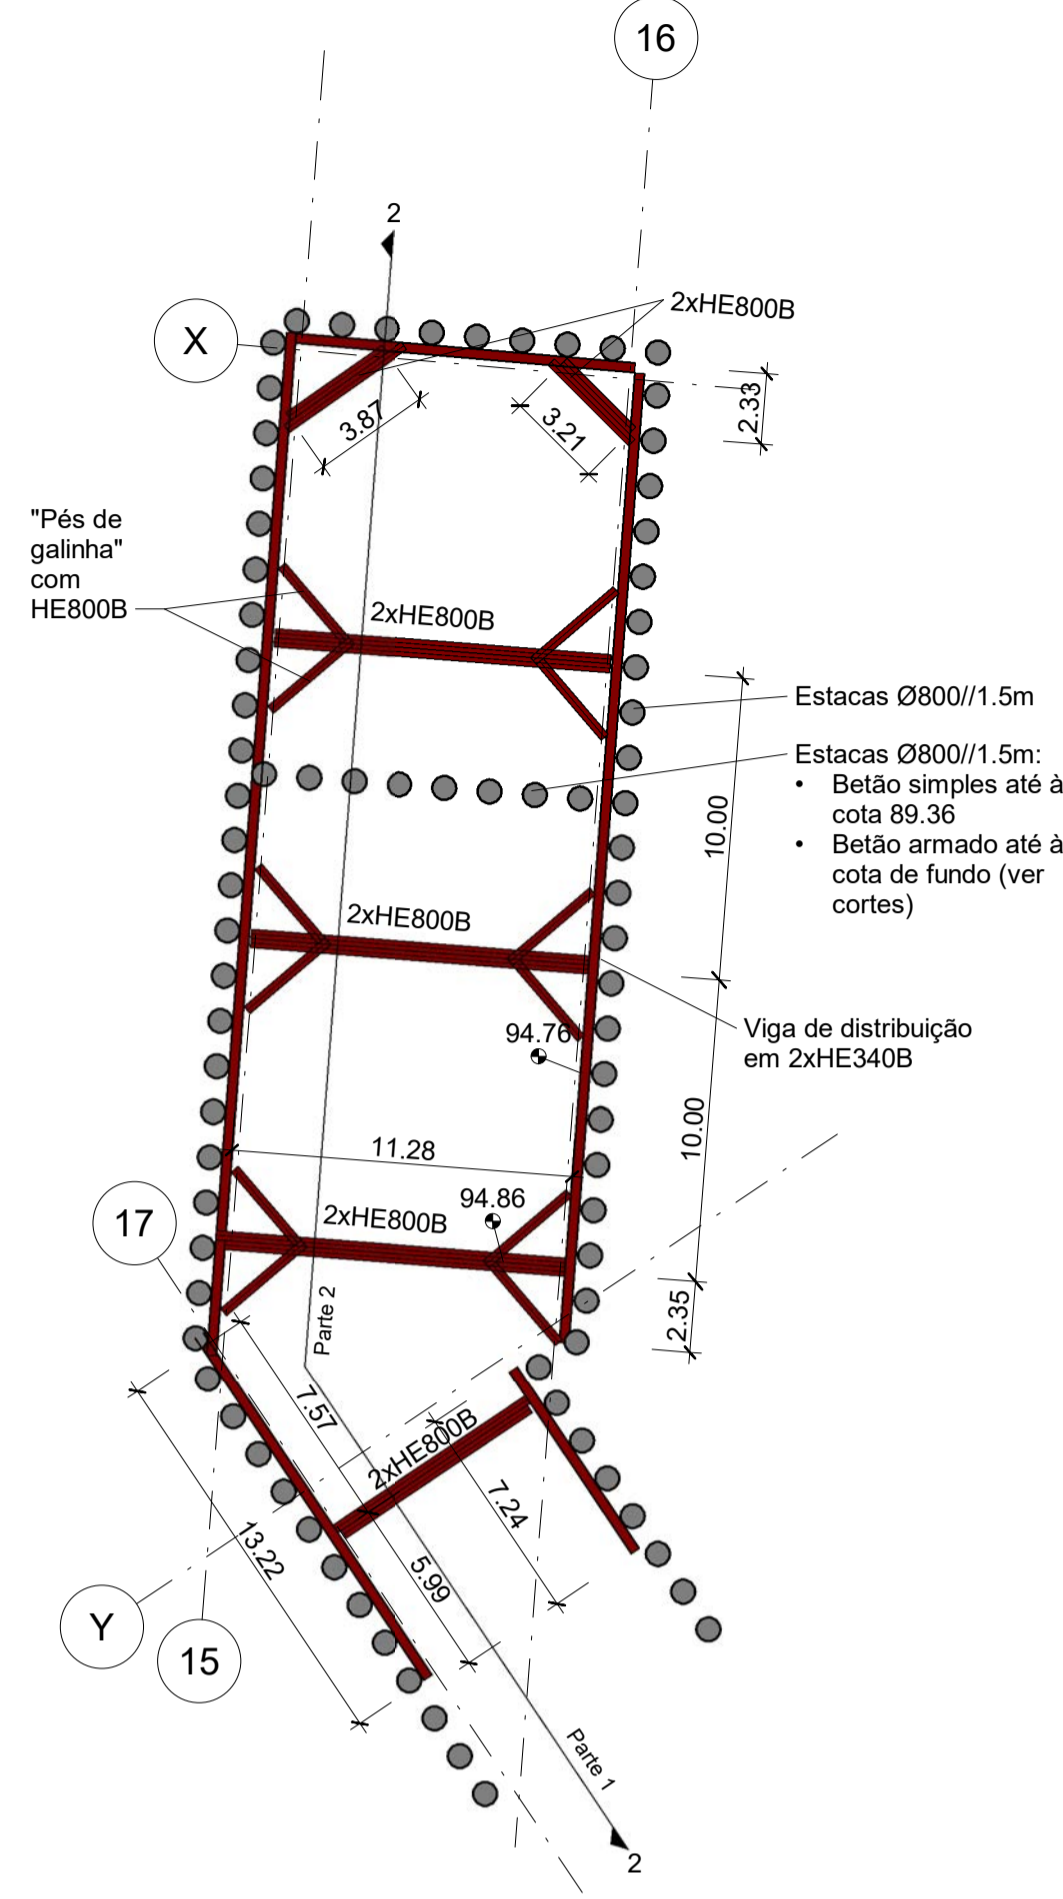 16
2
2xHE800B
X
2.33
3.87
3.21
"Pés de
galinha"
com
HE800B
2xHE800B
Estacas Ø800//1.5m
Estacas Ø800//1.5m:
• Betão simples até à
cota 89.36
• Betão armado até à
cota de fundo (ver
cortes)
10.00
2xHE800B
94.76
Viga de distribuição
em 2xHE340B
10.00
11.28
94.86
17
2xHE800B
Parte 2
2.35
7.57
2xHE800B
7.24
13.22
5.99
Y
15
Parte 1
2